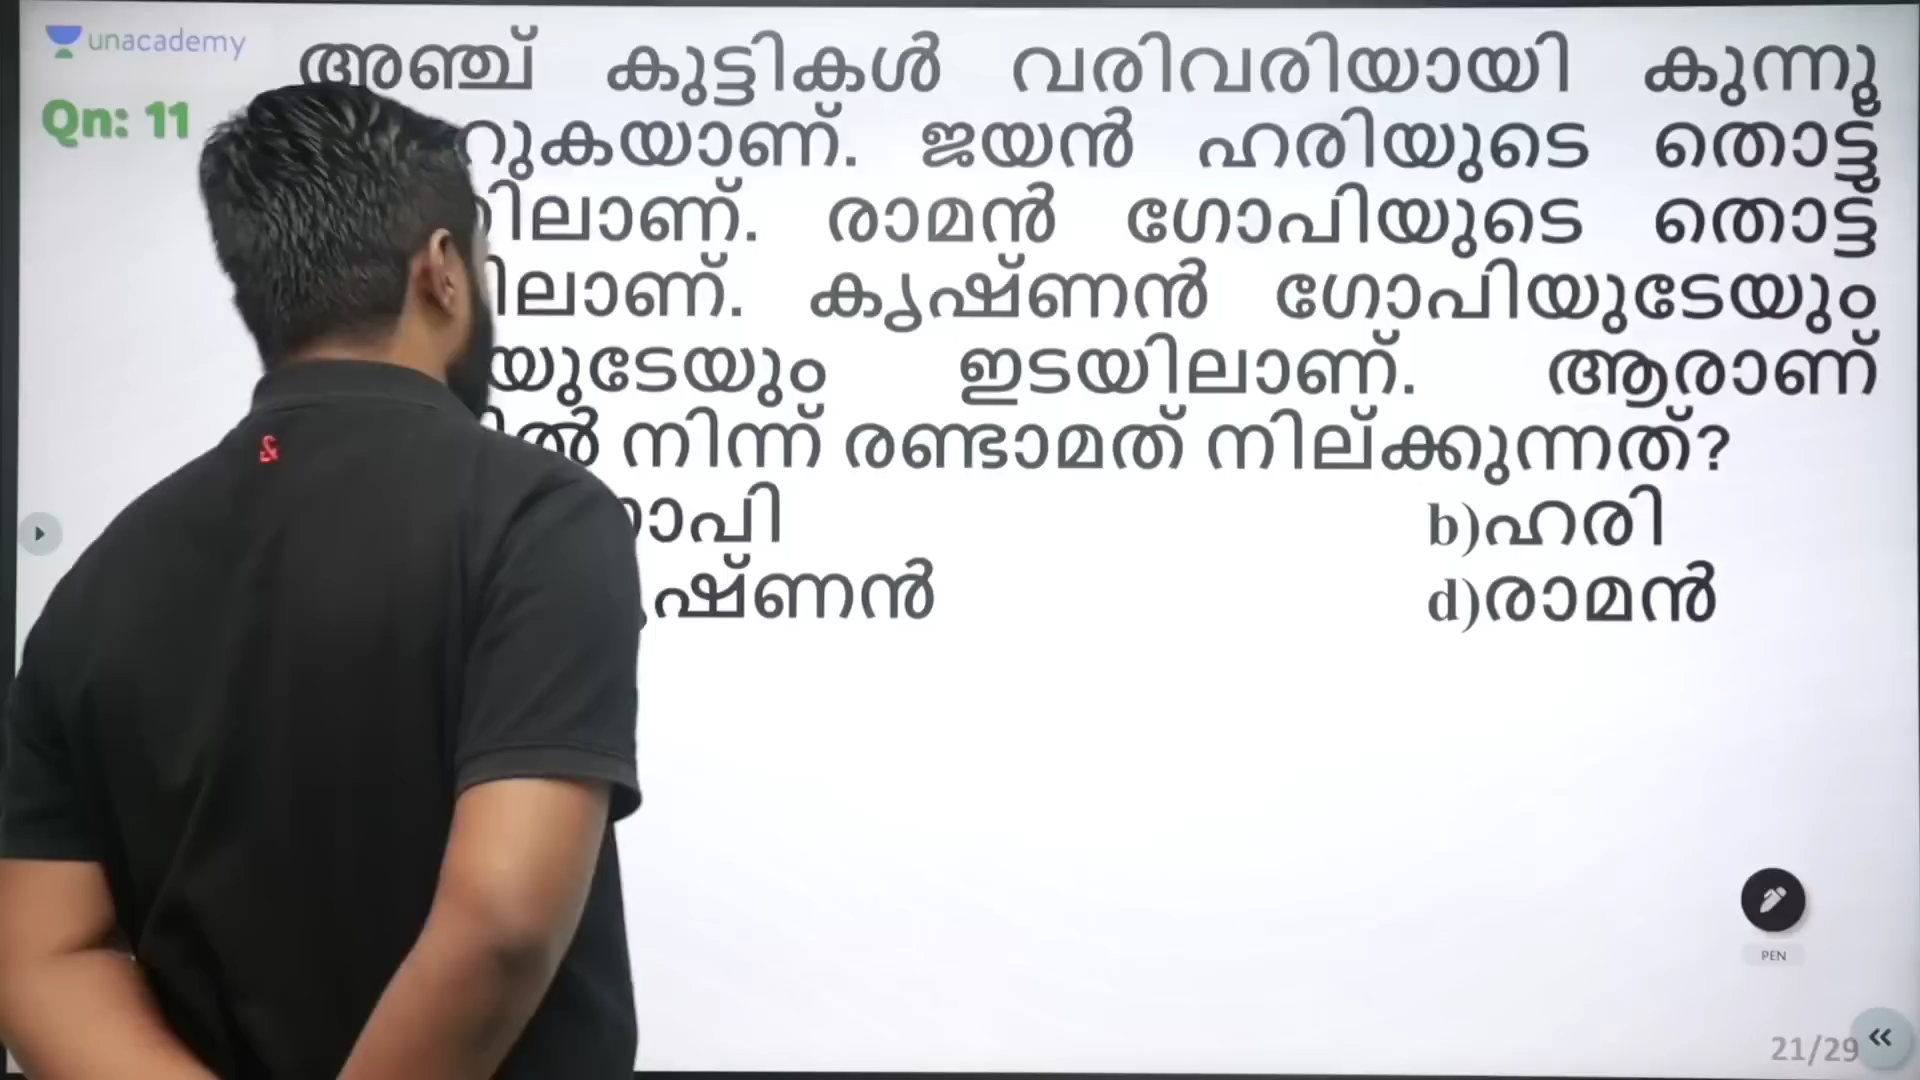 unacademy
Qn: 11
അഞ്ച് കുട്ടികൾ വരിവരിയായി കുന്നു
റുകയാണ്. ജയൻ ഹരിയുടെ തൊട്ടു
ിലാണ്. രാമൻ ഗോപിയുടെ തൊട്ടു
ിലാണ്. കൃഷ്ണൻ ഗോപിയുടേയും
യുടേയും ഇടയിലാണ്. ആരാണ്
ൽ നിന്ന് രണ്ടാമത് നില്ക്കുന്നത്?
ാപി b)ഹരി
ഷ്ണൻ d)രാമൻ
PEN
21/29